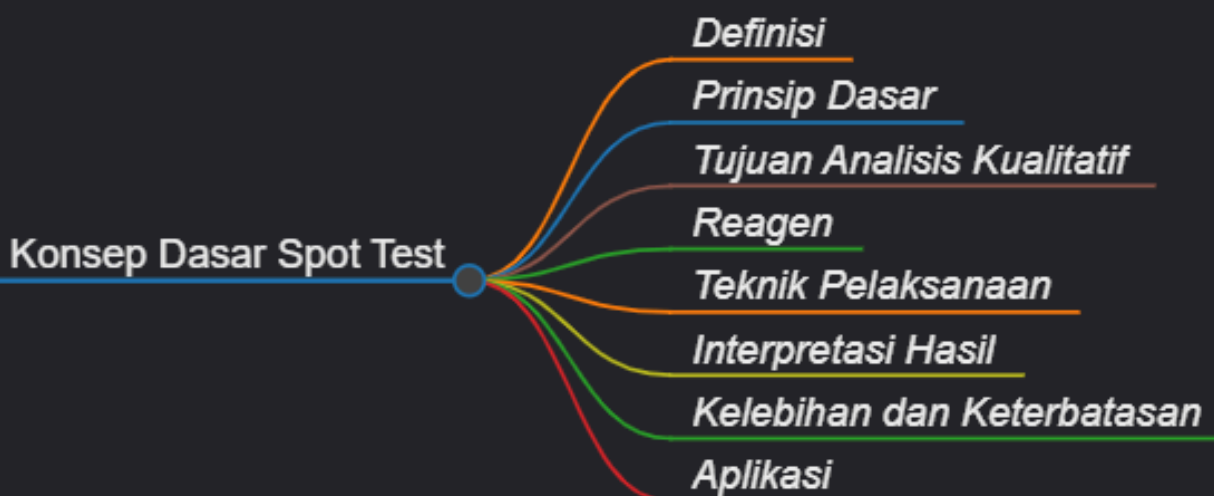 Konsep Dasar Spot Test
Definisi
Prinsip Dasar
Tujuan Analisis Kualitatif
Reagen
Teknik Pelaksanaan
Interpretasi Hasil
Kelebihan dan Keterbatasan
Aplikasi